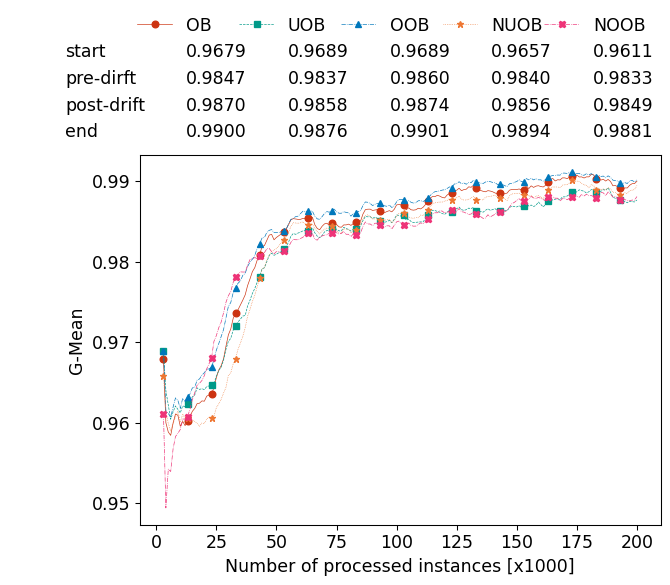 OB UOB OOB NUOB NOOB
start 0.9679 0.9689 0.9689 0.9657 0.9611
pre-dirft 0.9847 0.9837 0.9860 0.9840 0.9833
post-drift 0.9870 0.9858 0.9874 0.9856 0.9849
end 0.9900 0.9876 0.9901 0.9894 0.9881
0.99
0.98
0.97
0.96
0.95
G-Mean
0 25 50 75 100 125 150 175 200
Number of processed instances [x1000]